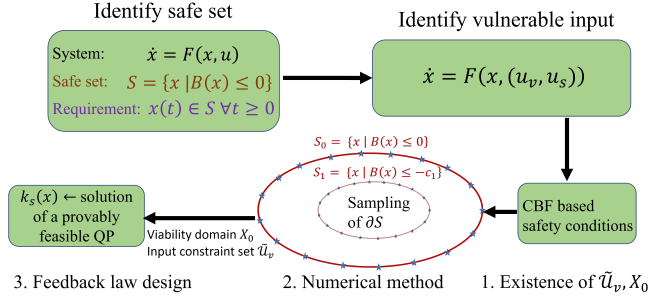 Identify safe set
Identify vulnerable input
System: ẋ = F(x, u)
Safe set: S = {x |B(x) ≤ 0}
Requirement: x(t) ∈ S ∀t ≥ 0
ẋ = F(x, (u_v, u_s))
S_0 = {x | B(x) ≤ 0}
S_1 = {x | B(x) ≤ −c_1}
Sampling
of ∂S
k_s(x) ← solution
of a provably
feasible QP
Viability domain X_0
Input constraint set 𝒰̃_v
CBF based
safety conditions
3. Feedback law design
2. Numerical method
1. Existence of 𝒰̃_v, X_0